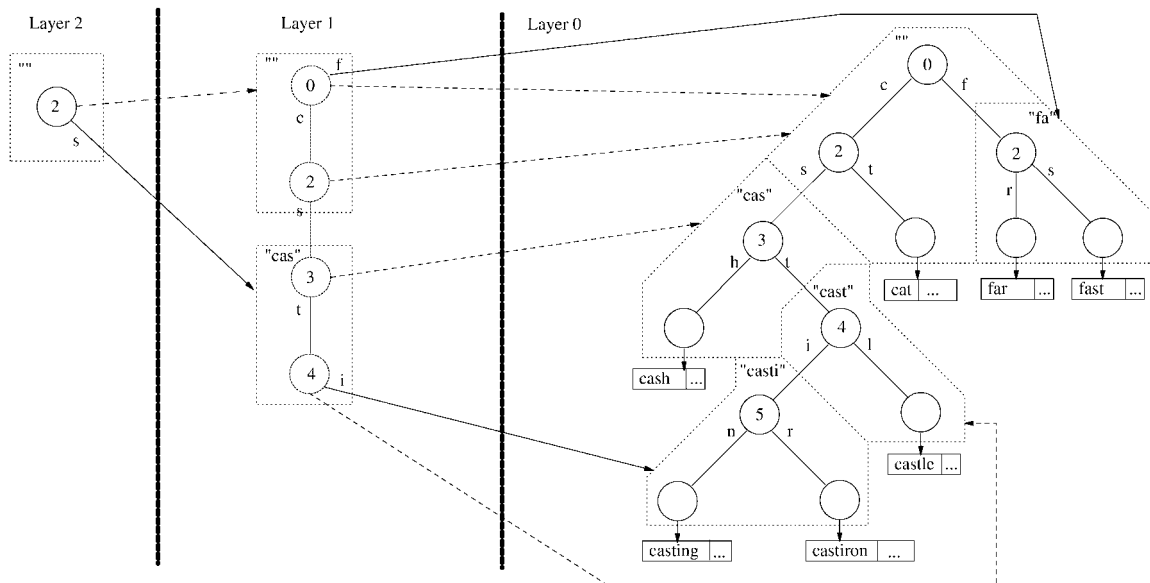 Layer 2
Layer 1
Layer 0
""
2
s
""
0
f
c
2
s
"cas"
3
t
4
i
""
0
c
f
"fa"
2
2
s
t
r
s
"cas"
3
h
t
cat ...
far ...
fast ...
"cast"
4
i
l
cash ...
"casti"
5
n
r
castle ...
casting ...
castiron ...